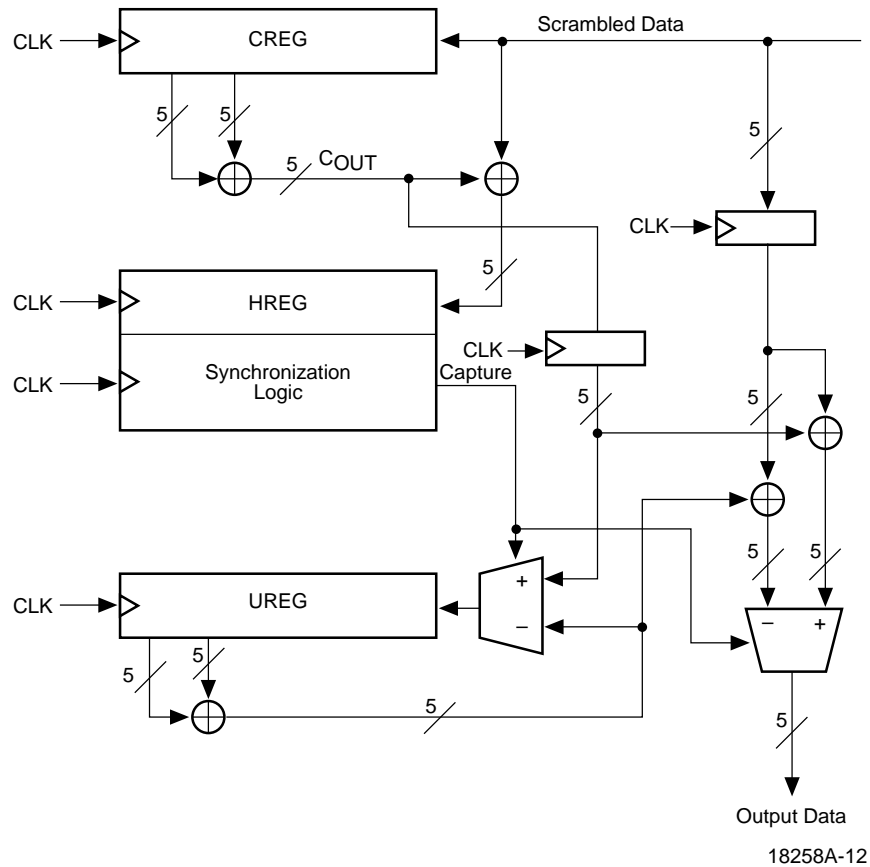 Scrambled Data
CLK
CREG
5
5
5
COUT
5
CLK
5
CLK
HREG
CLK
Capture
CLK
Synchronization
Logic
5
5
+
–
5
5
CLK
UREG
–
+
5
5
5
5
Output Data
18258A-12